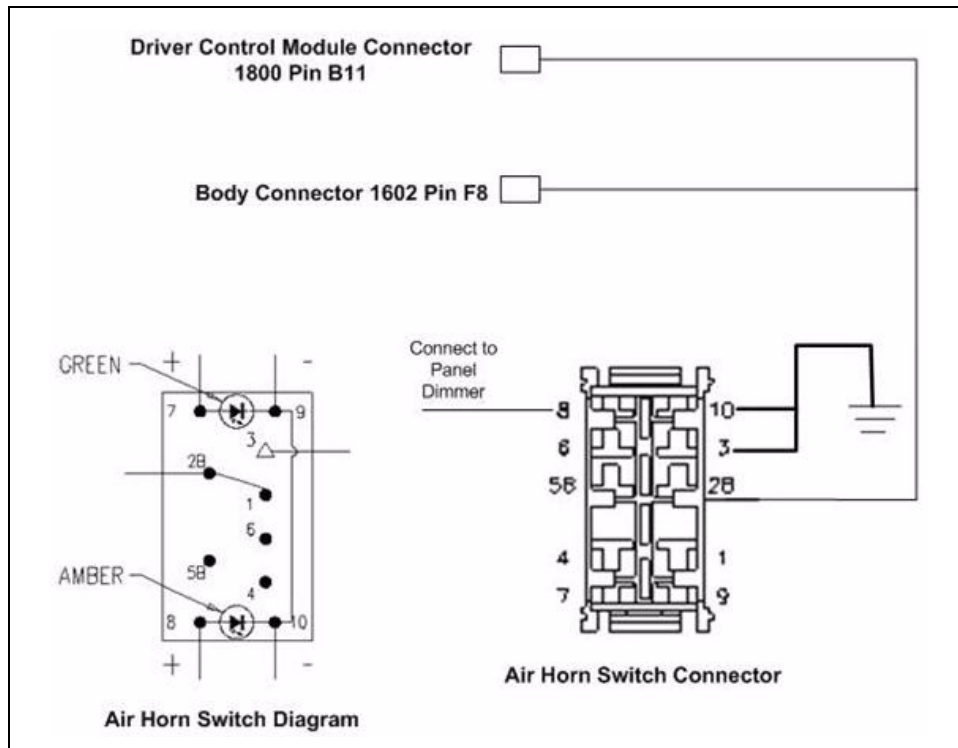 Driver Control Module Connector
1800 Pin B11
Body Connector 1602 Pin F8
Connect to
Panel
Dimmer
GREEN
+
-
7
9
3
2B
1
6
5B
4
AMBER
8
10
+
-
8
10
6
3
5B
2B
4
1
7
9
Air Horn Switch Connector
Air Horn Switch Diagram